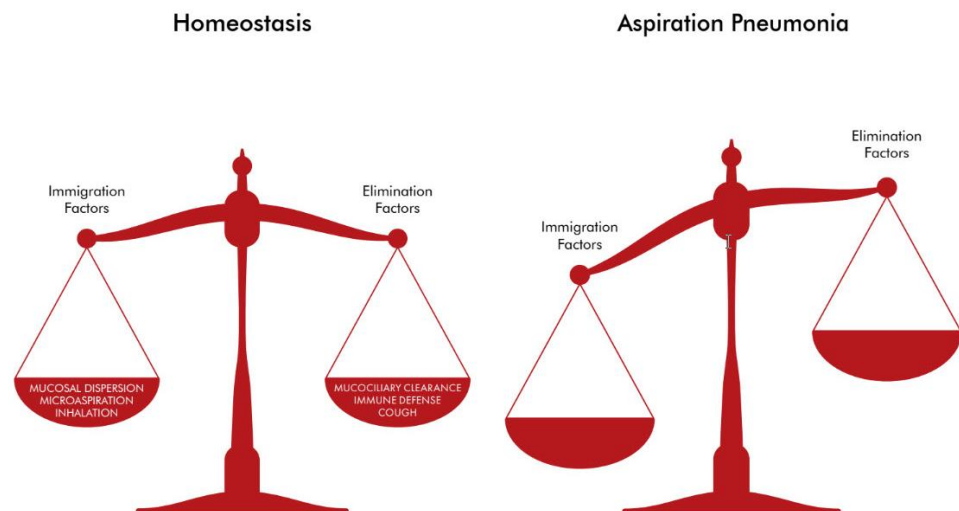 Homeostasis
Immigration
Factors
Elimination
Factors
MUCOSAL DISPERSION
MICROASPIRATION
INHALATION
MUCOCILIARY CLEARANCE
IMMUNE DEFENSE
COUGH
Aspiration Pneumonia
Immigration
Factors
Elimination
Factors